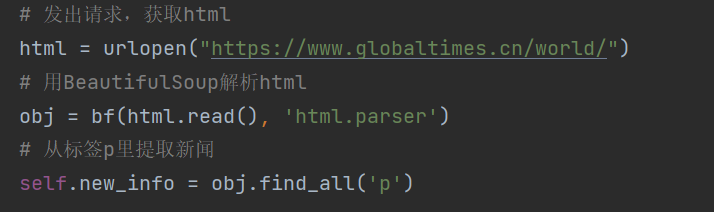 # 发出请求，获取html
html = urlopen("https://www.globaltimes.cn/world/")
# 用BeautifulSoup解析html
obj = bf(html.read(), 'html.parser')
# 从标签p里提取新闻
self.new_info = obj.find_all('p')